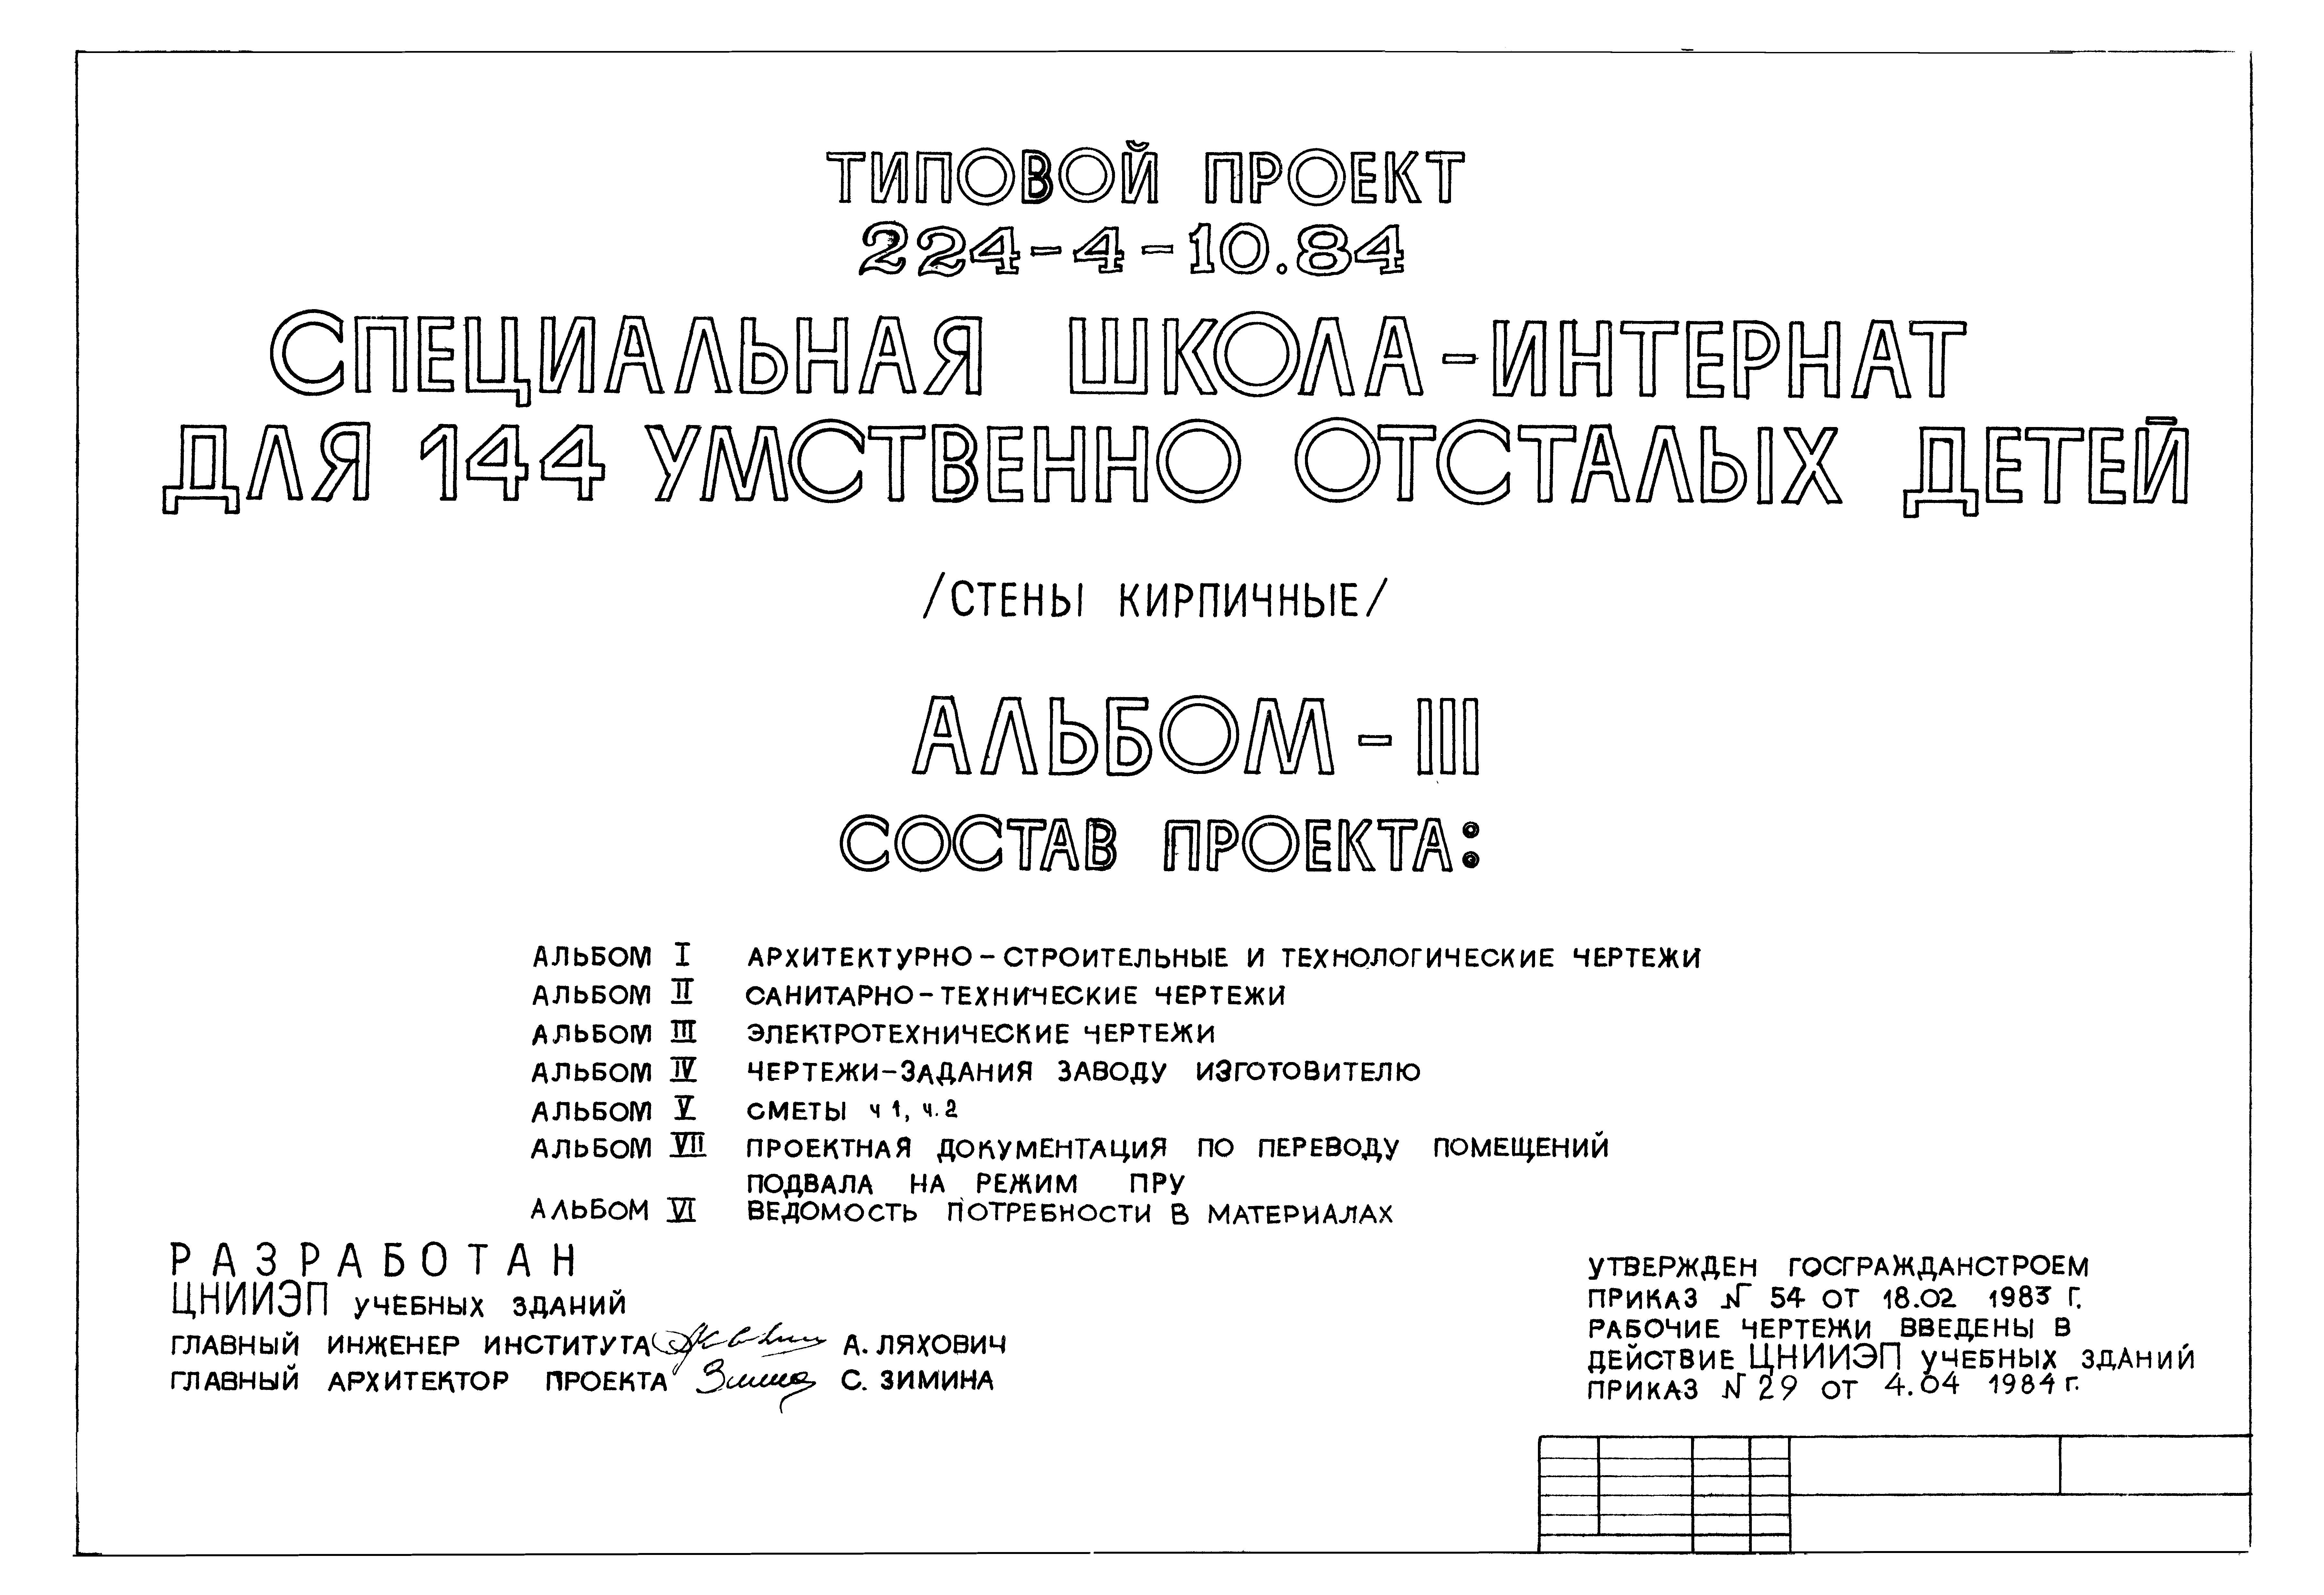 ТИПОВОЙ ПРОЕКТ
224-4-10.84
СПЕЦИАЛЬНАЯ ШКОЛА-ИНТЕРНАТ
ДЛЯ 144 УМСТВЕННО ОТСТАЛЫХ ДЕТЕЙ
/СТЕНЫ КИРПИЧНЫЕ/
АЛЬБОМ-III
СОСТАВ ПРОЕКТА:
АЛЬБОМ I АРХИТЕКТУРНО-СТРОИТЕЛЬНЫЕ И ТЕХНОЛОГИЧЕСКИЕ ЧЕРТЕЖИ
АЛЬБОМ II САНИТАРНО-ТЕХНИЧЕСКИЕ ЧЕРТЕЖИ
АЛЬБОМ III ЭЛЕКТРОТЕХНИЧЕСКИЕ ЧЕРТЕЖИ
АЛЬБОМ IV ЧЕРТЕЖИ-ЗАДАНИЯ ЗАВОДУ ИЗГОТОВИТЕЛЮ
АЛЬБОМ V СМЕТЫ Ч 1, Ч.2
АЛЬБОМ VII ПРОЕКТНАЯ ДОКУМЕНТАЦИЯ ПО ПЕРЕВОДУ ПОМЕЩЕНИЙ
ПОДВАЛА НА РЕЖИМ ПРУ
АЛЬБОМ VI ВЕДОМОСТЬ ПОТРЕБНОСТИ В МАТЕРИАЛАХ
РАЗРАБОТАН
ЦНИИЭП УЧЕБНЫХ ЗДАНИЙ
ГЛАВНЫЙ ИНЖЕНЕР ИНСТИТУТА А. ЛЯХОВИЧ
ГЛАВНЫЙ АРХИТЕКТОР ПРОЕКТА С. ЗИМИНА
УТВЕРЖДЕН ГОСГРАЖДАНСТРОЕМ
ПРИКАЗ № 54 ОТ 18.02 1983 Г.
РАБОЧИЕ ЧЕРТЕЖИ ВВЕДЕНЫ В
ДЕЙСТВИЕ ЦНИИЭП УЧЕБНЫХ ЗДАНИЙ
ПРИКАЗ № 29 ОТ 4.04 1984 Г.